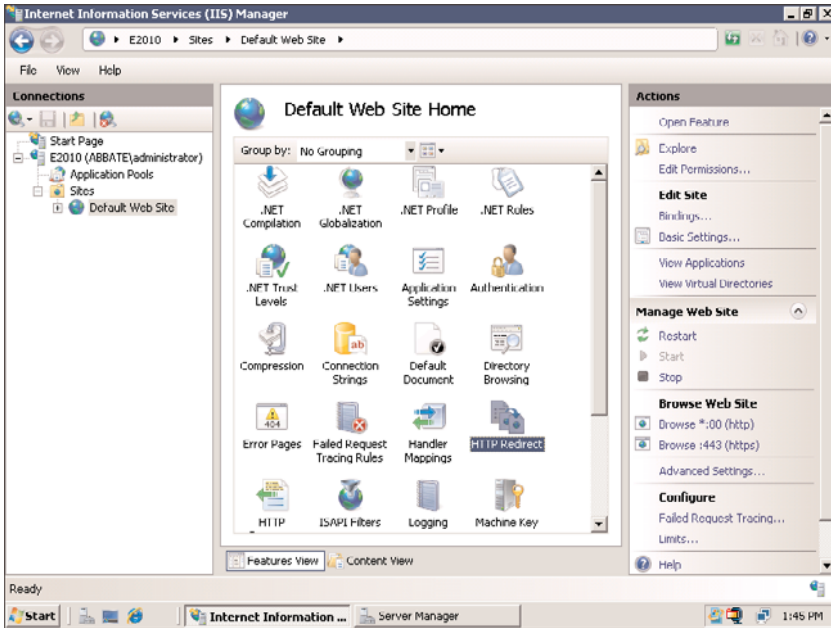 Internet Information Services (IIS) Manager
E2010 Sites Default Web Site
File View Help
Connections
Start Page
E2010 (ABBATE\administrator)
Application Pools
Sites
Default Web Site
Default Web Site Home
Group by: No Grouping
.NET Compilation
.NET Globalization
.NET Profile
.NET Roles
.NET Trust Levels
.NET Users
Application Settings
Authentication
Compression
Connection Strings
ab
Default Document
Directory Browsing
404
Error Pages
Failed Request Tracing Rules
Handler Mappings
HTTP Redirect
HTTP
ISAPI Filters
Logging
Machine Key
Features View
Content View
Actions
Open Feature
Explore
Edit Permissions...
Edit Site
Bindings...
Basic Settings...
View Applications
View Virtual Directories
Manage Web Site
Restart
Start
Stop
Browse Web Site
Browse *:80 (http)
Browse :443 (https)
Advanced Settings...
Configure
Failed Request Tracing...
Limits...
Help
Ready
Start
Internet Information ...
Server Manager
1:45 PM